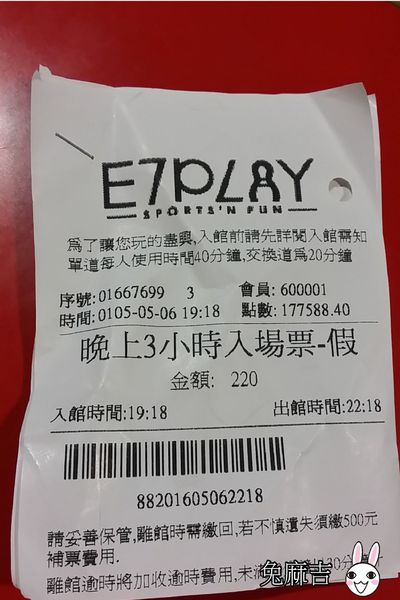 E7PLAY
SPORTS'N FUN
為了讓您玩的盡興,入館前請先詳閱入館需知
單道每人使用時間40分鐘,交換道為20分鐘
序號:01667699 3 會員: 600001
時間:0105-05-06 19:18 點數:177588.40
晚上3小時入場票-假
金額: 220
入館時間:19:18 出館時間:22:18
88201605062218
請妥善保管,離館時需繳回,若不慎遺失須繳500元
補票費用.
離館逾時將加收逾時費用,未滿
兔麻吉